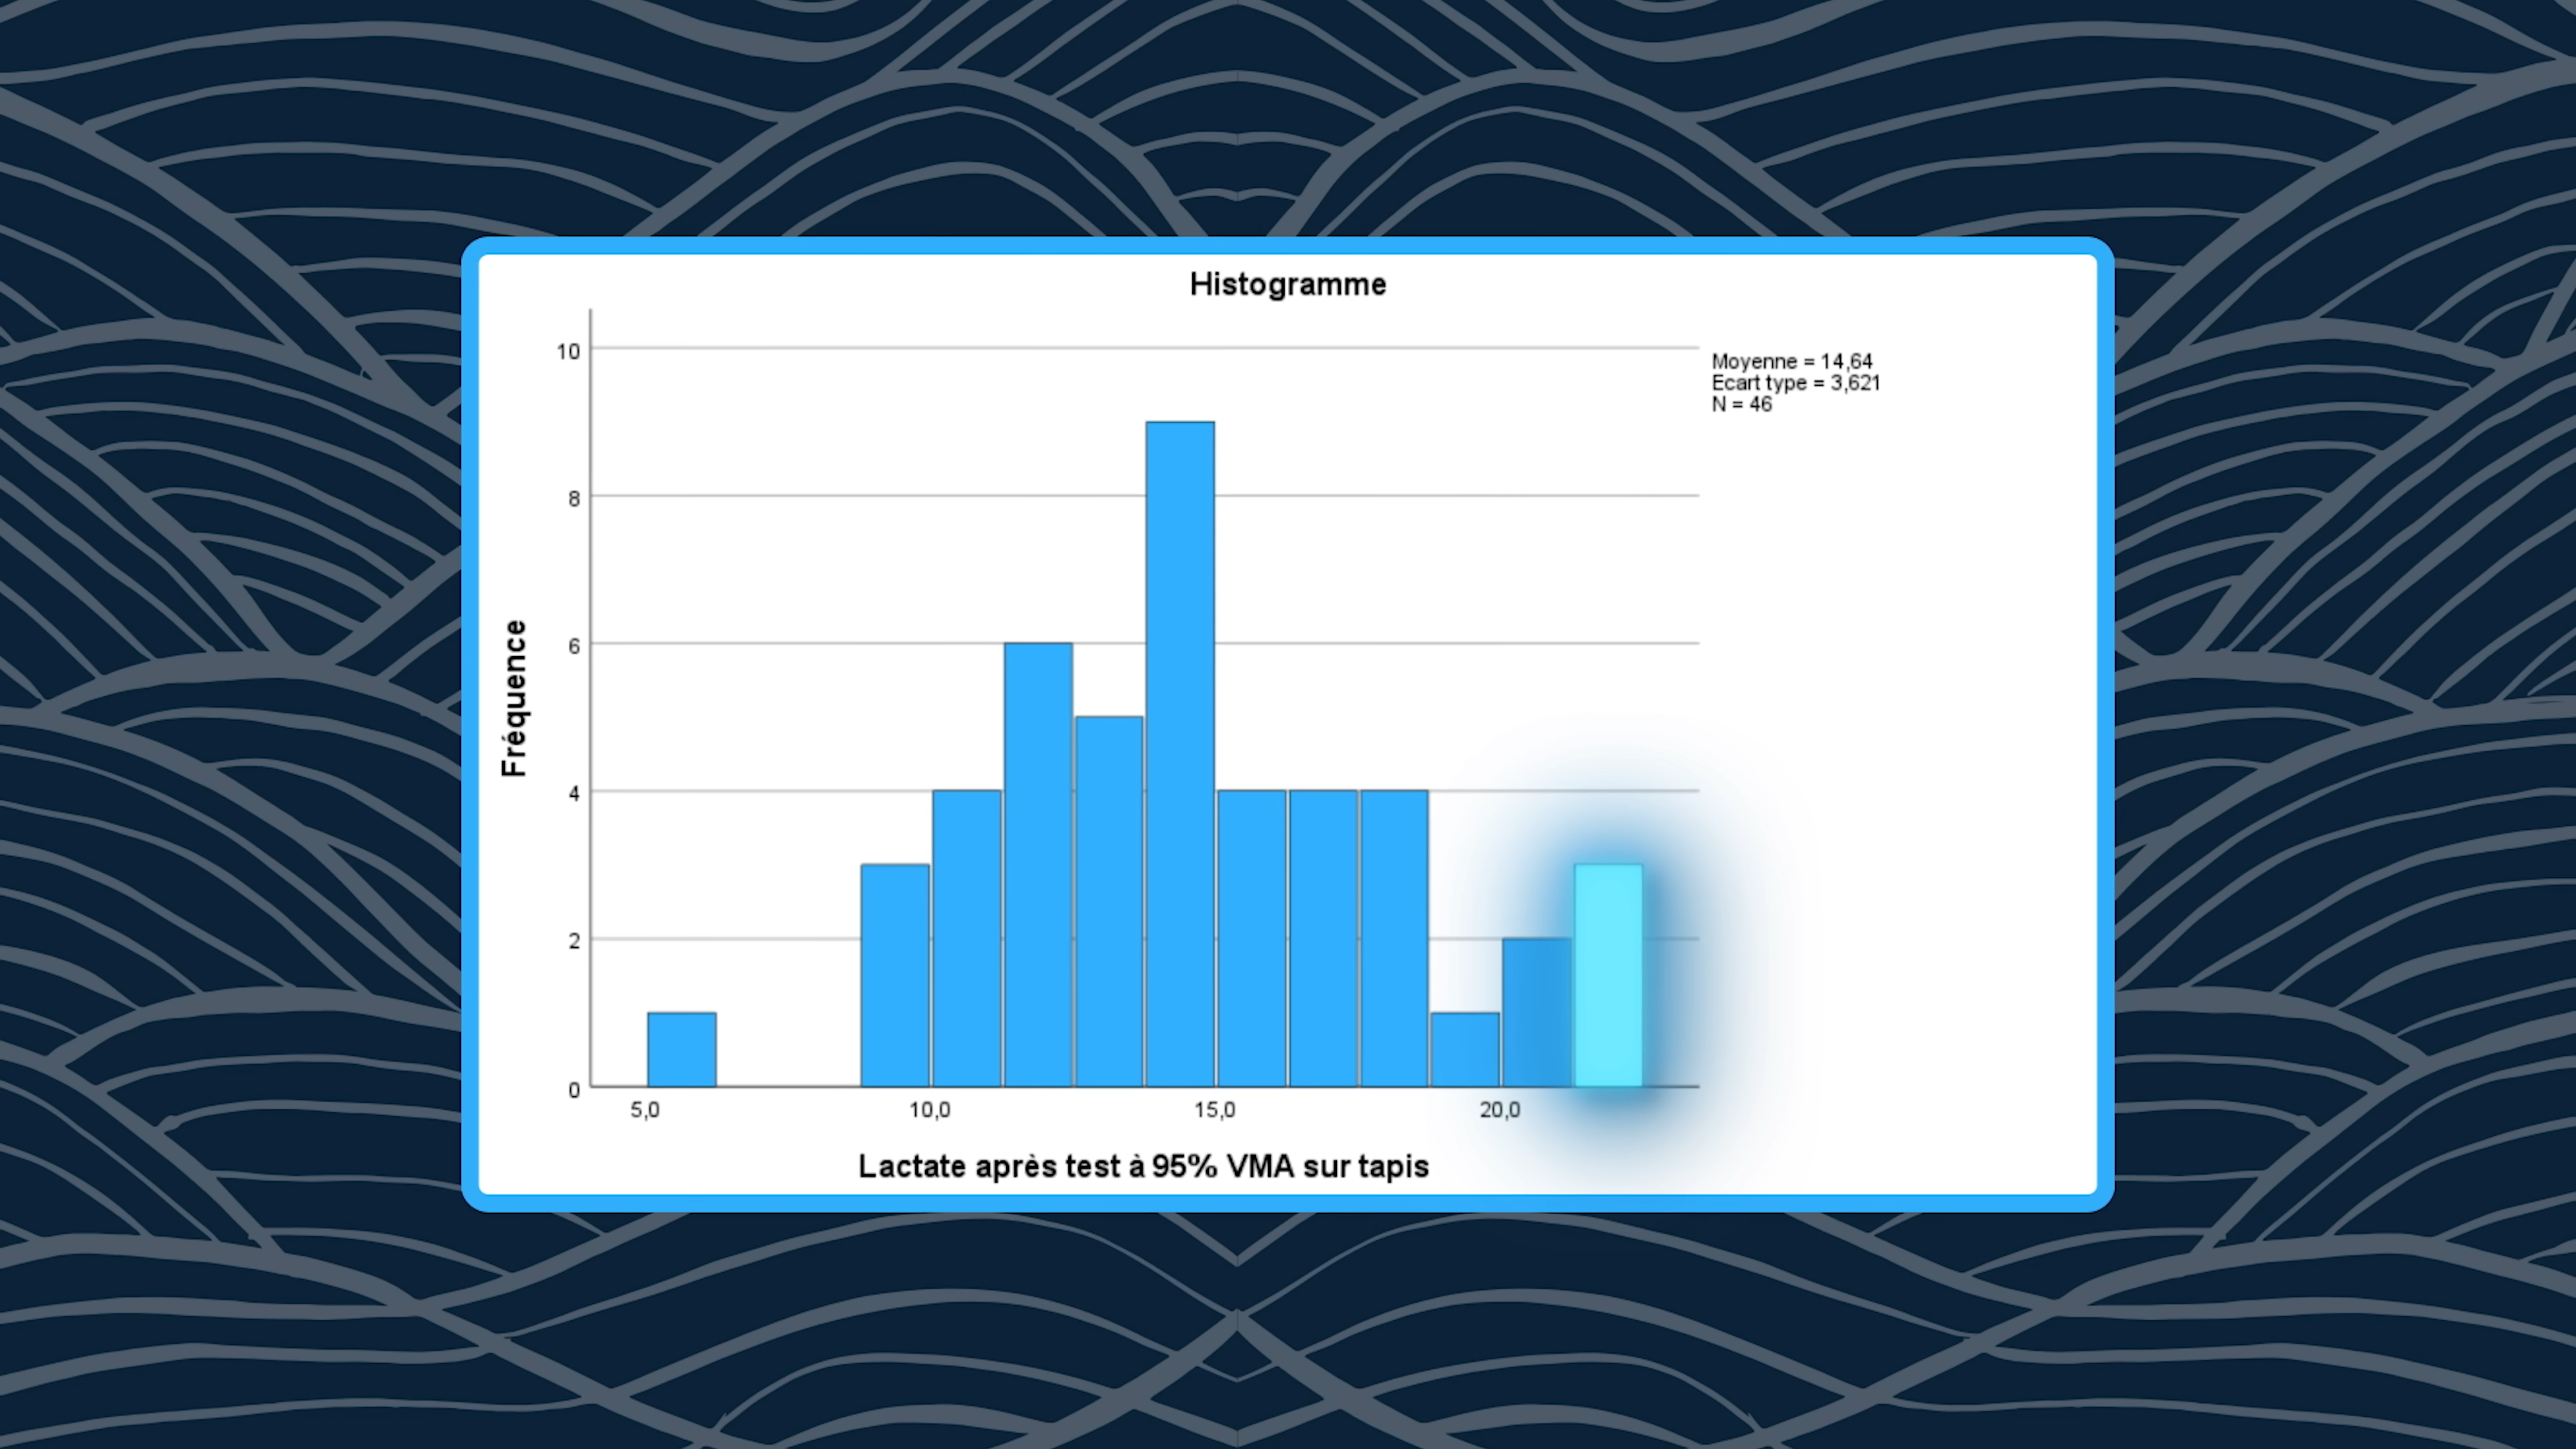 Histogramme
10
8
6
4
2
0
Fréquence
5,0 10,0 15,0 20,0
Lactate après test à 95% VMA sur tapis
Moyenne = 14,64
Ecart type = 3,621
N = 46